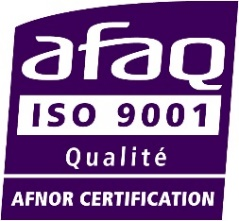 afaq
ISO 9001
Qualité
AFNOR CERTIFICATION